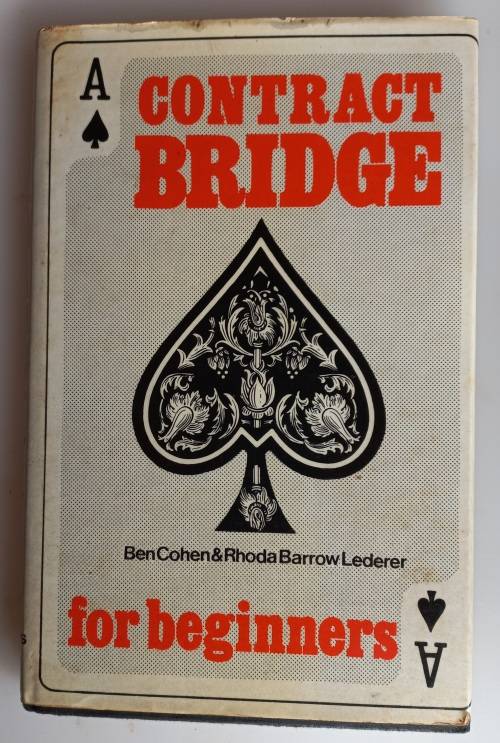 A
CONTRACT
BRIDGE
Ben Cohen & Rhoda Barrow Lederer
for beginners
A